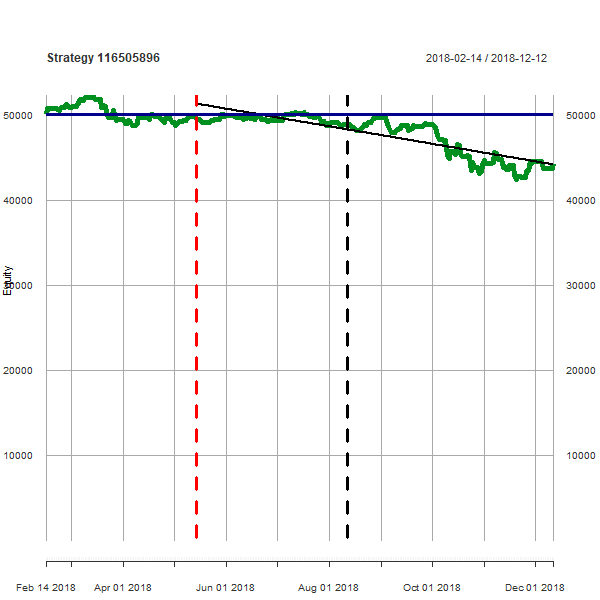 Strategy 116505896
2018-02-14 / 2018-12-12
50000
40000
30000
20000
10000
Equity
50000
40000
30000
20000
10000
Feb 14 2018
Apr 01 2018
Jun 01 2018
Aug 01 2018
Oct 01 2018
Dec 01 2018